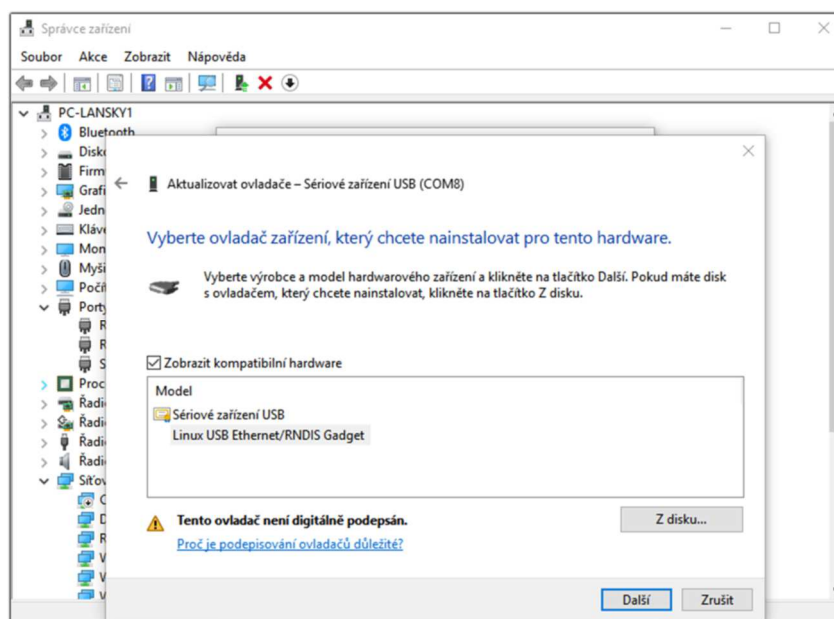 Správce zařízení
Soubor Akce Zobrazit Nápověda
PC-LANSKY1
Bluetooth
Aktualizovat ovladače – Sériové zařízení USB (COM8)
Vyberte ovladač zařízení, který chcete nainstalovat pro tento hardware.
Vyberte výrobce a model hardwarového zařízení a klikněte na tlačítko Další. Pokud máte disk
s ovladačem, který chcete nainstalovat, klikněte na tlačítko Z disku.
Zobrazit kompatibilní hardware
Model
Sériové zařízení USB
Linux USB Ethernet/RNDIS Gadget
Tento ovladač není digitálně podepsán.
Z disku...
Proč je podepisování ovladačů důležité?
Další Zrušit